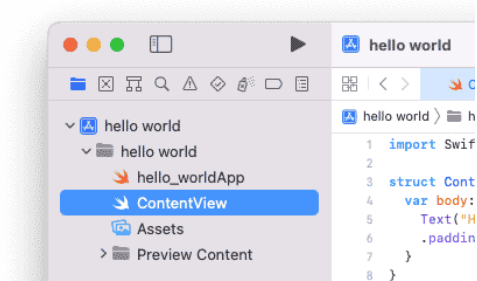 hello world
hello world
h
hello world
hello world
hello_worldApp
ContentView
Assets
Preview Content
1 import Swif
2
3 struct Cont
4 var body:
5 Text("H
6 .paddin
7 }
8 }